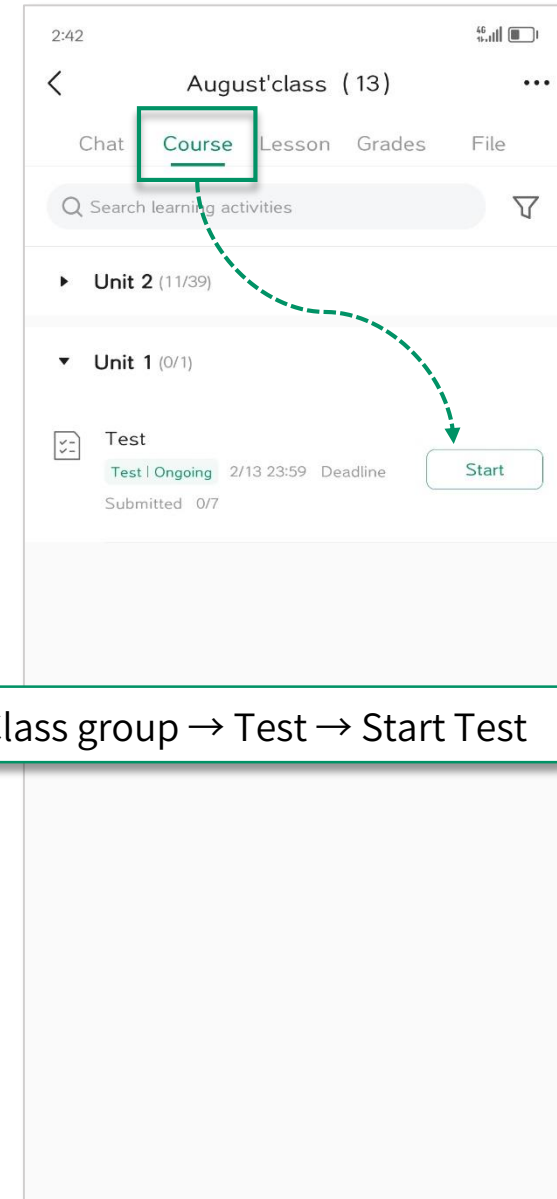 2:42
August'class (13)
Chat Course Lesson Grades File
Search learning activities
Unit 2 (11/39)
Unit 1 (0/1)
Test
Test | Ongoing 2/13 23:59 Deadline
Start
Submitted 0/7
group → Test → Start Test